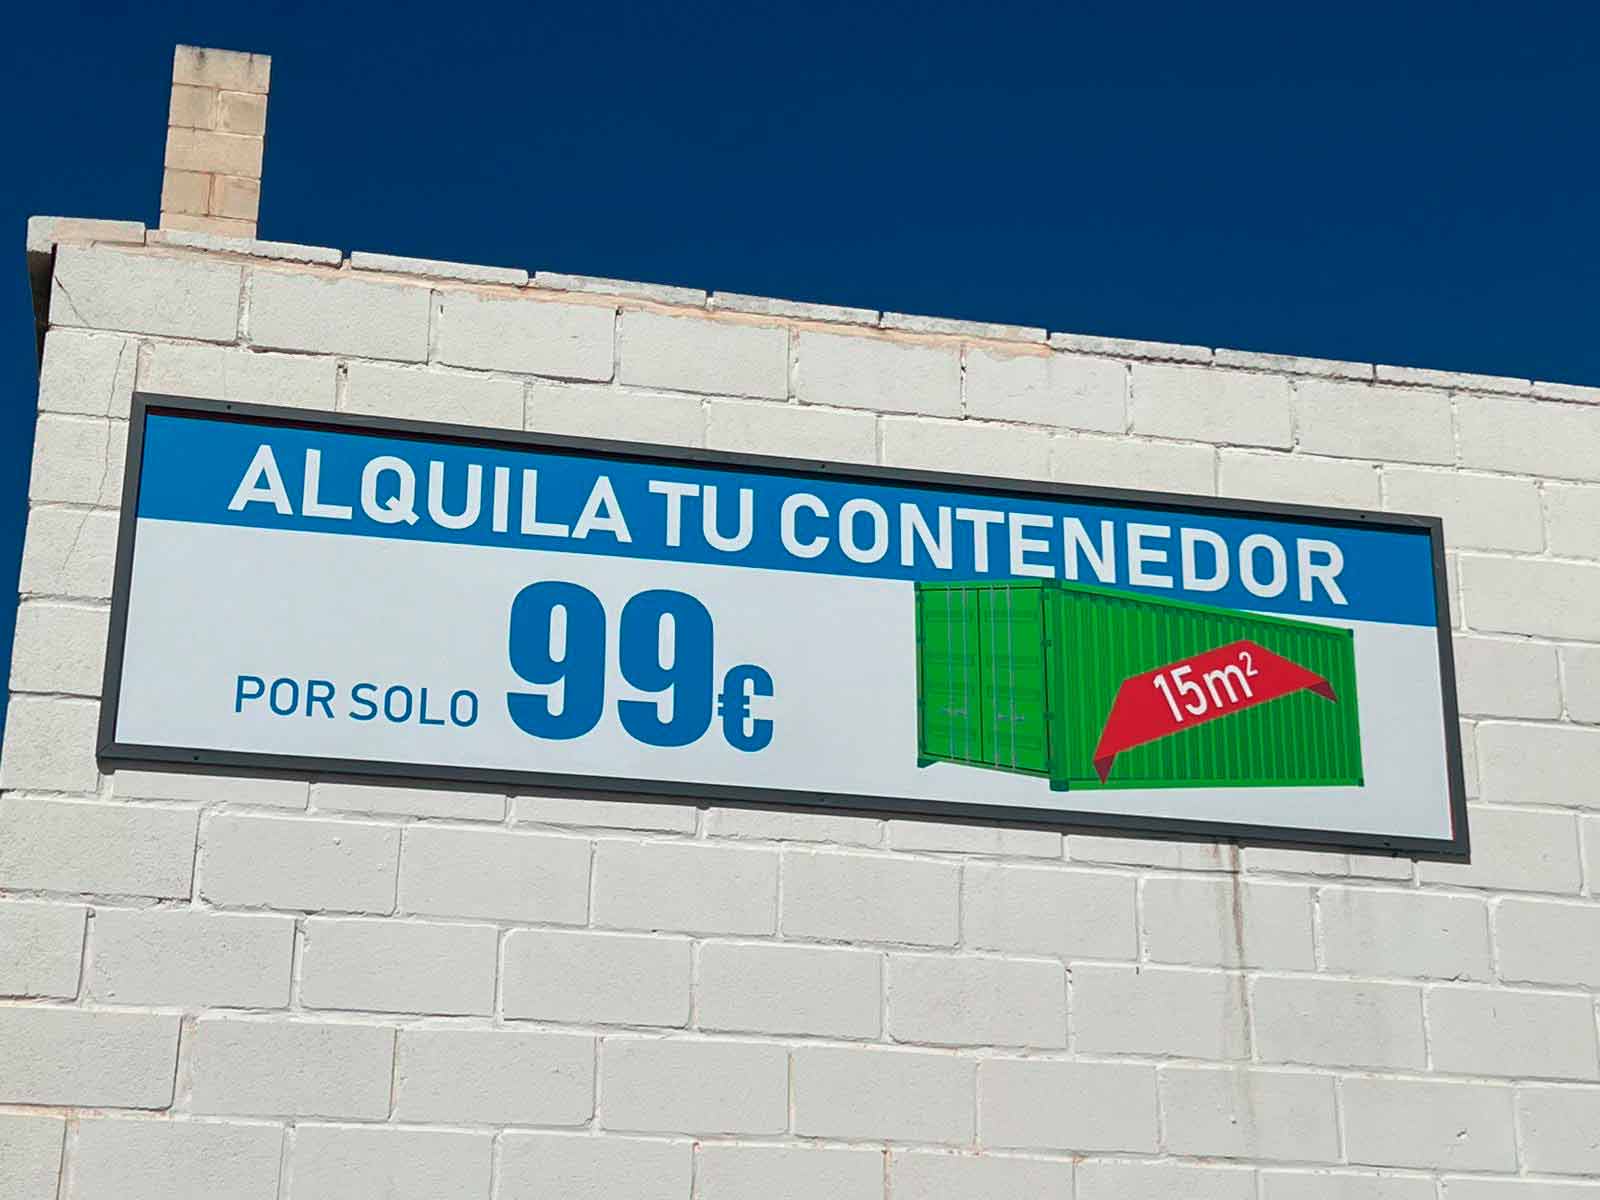 ALQUILA TU CONTENEDOR
POR SOLO 99€
15m²